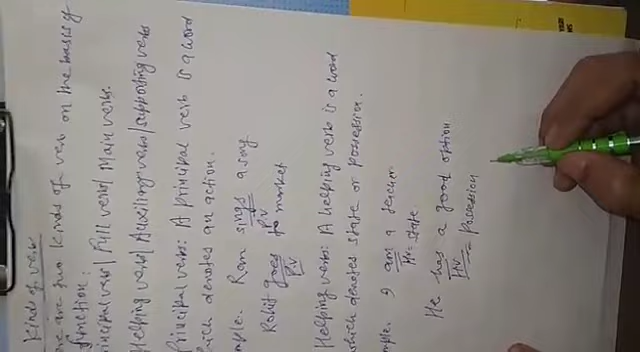 Kinds of verb
are two kinds of verb on the basis of
function:
principal verb/ Full verb/ Main verb.
Helping verb/ Auxiliary verb/ supporting verb
Principal verb: A principal verb is a word
which denotes an action.
Ram sings a song
PV
Rohit goes to market
PV
Helping verb: A helping verb is a word
which denotes state or possession.
I am a teacher
HV = state
He has a good option
HV = possession